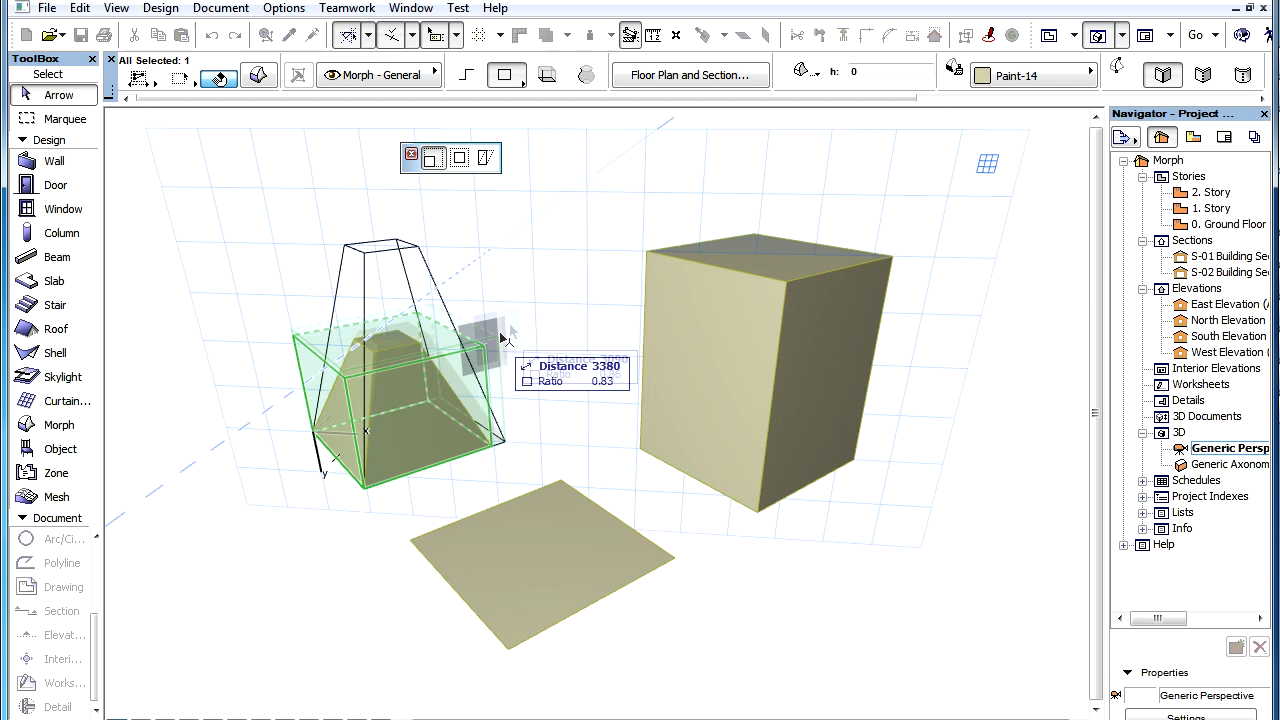 File Edit View Design Document Options Teamwork Window Test Help
Go
ToolBox
Select
Arrow
Marquee
Design
Wall
Door
Window
Column
Beam
Slab
Stair
Roof
Shell
Skylight
Curtain...
Morph
Object
Zone
Mesh
Document
Arc/Ci...
Polyline
Drawing
Section
Elevat...
Interi...
Works...
Detail
All Selected: 1
Morph - General
Floor Plan and Section...
h: 0
Paint-14
Distance 3380
Ratio 0.83
y
Navigator - Project ...
Morph
Stories
2. Story
1. Story
0. Ground Floor
Sections
S-01 Building Se
S-02 Building Se
Elevations
East Elevation (
North Elevation
South Elevation
West Elevation (
Interior Elevations
Worksheets
Details
3D Documents
3D
Generic Persp
Generic Axonom
Schedules
Project Indexes
Lists
Info
Help
Properties
Generic Perspective
Settings...